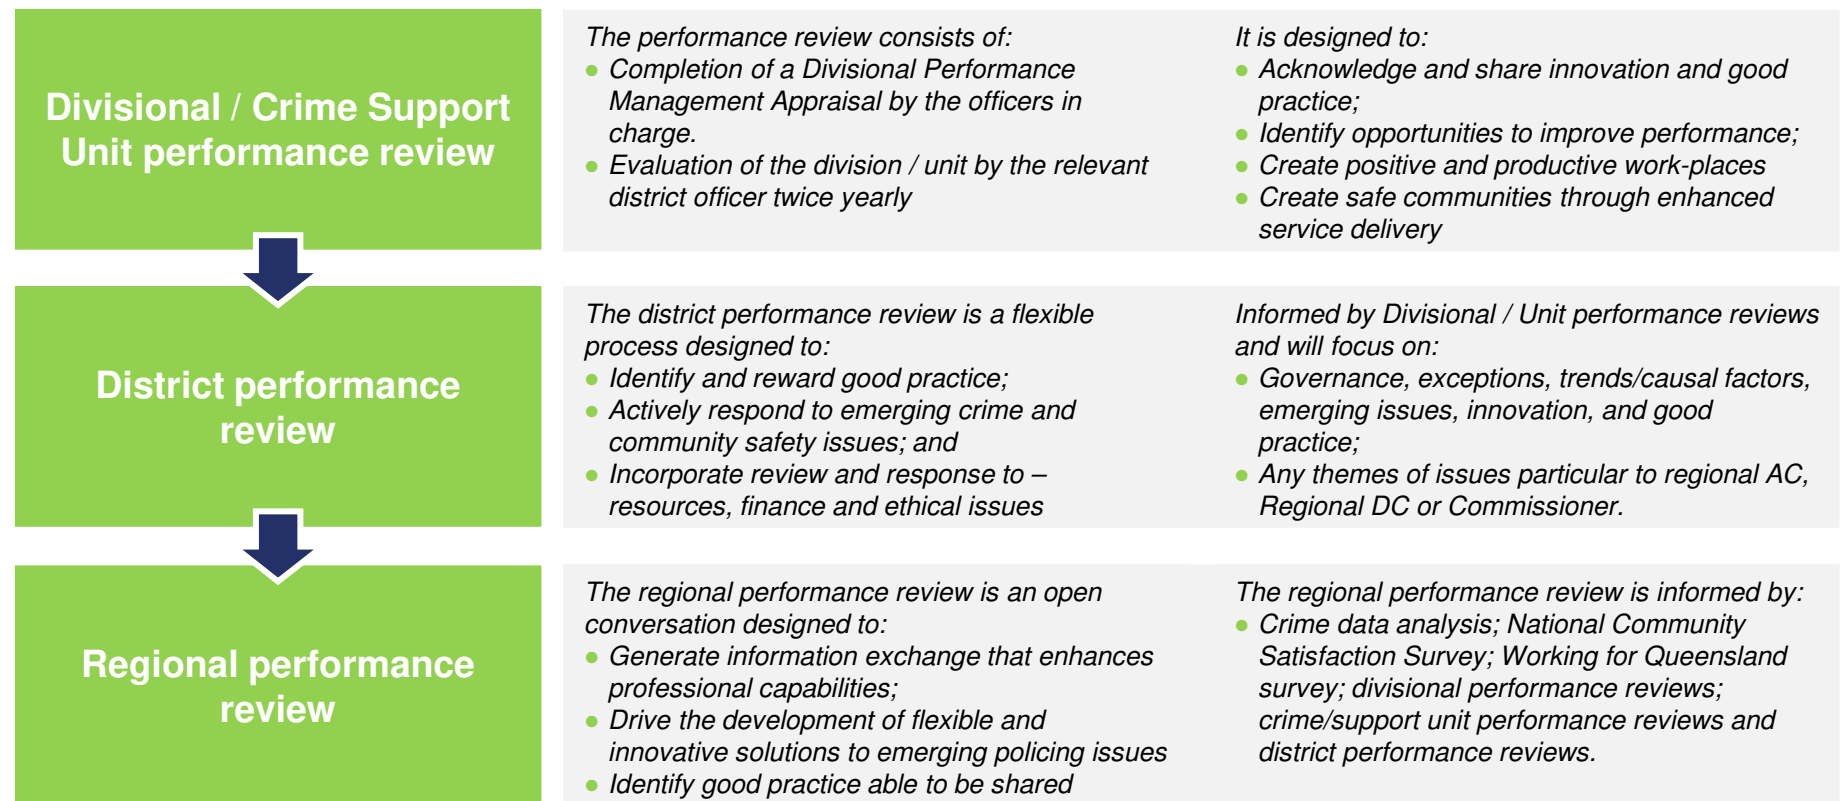 Divisional / Crime Support
Unit performance review
The performance review consists of:
● Completion of a Divisional Performance
Management Appraisal by the officers in
charge.
● Evaluation of the division / unit by the relevant
district officer twice yearly
It is designed to:
● Acknowledge and share innovation and good
practice;
● Identify opportunities to improve performance;
● Create positive and productive work-places
● Create safe communities through enhanced
service delivery
District performance
review
The district performance review is a flexible
process designed to:
● Identify and reward good practice;
● Actively respond to emerging crime and
community safety issues; and
● Incorporate review and response to –
resources, finance and ethical issues
Informed by Divisional / Unit performance reviews
and will focus on:
● Governance, exceptions, trends/causal factors,
emerging issues, innovation, and good
practice;
● Any themes of issues particular to regional AC,
Regional DC or Commissioner.
Regional performance
review
The regional performance review is an open
conversation designed to:
● Generate information exchange that enhances
professional capabilities;
● Drive the development of flexible and
innovative solutions to emerging policing issues
● Identify good practice able to be shared
The regional performance review is informed by:
● Crime data analysis; National Community
Satisfaction Survey; Working for Queensland
survey; divisional performance reviews;
crime/support unit performance reviews and
district performance reviews.